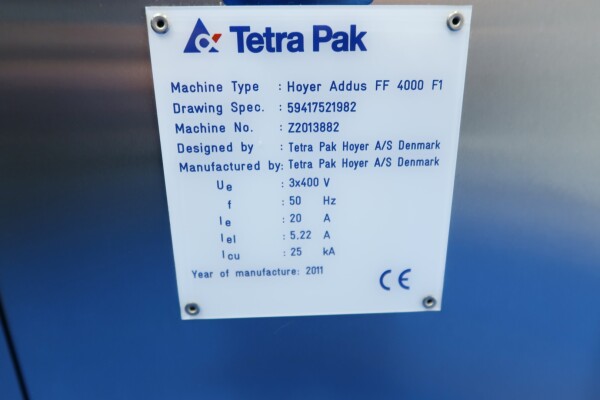 Tetra Pak
Machine Type : Hoyer Addus FF 4000 F1
Drawing Spec. : 59417521982
Machine No. : Z2013882
Designed by : Tetra Pak Hoyer A/S Denmark
Manufactured by: Tetra Pak Hoyer A/S Denmark
Ue : 3x400 V
f : 50 Hz
Ie : 20 A
Iel : 5,22 A
Icu : 25 kA
Year of manufacture: 2011
CE